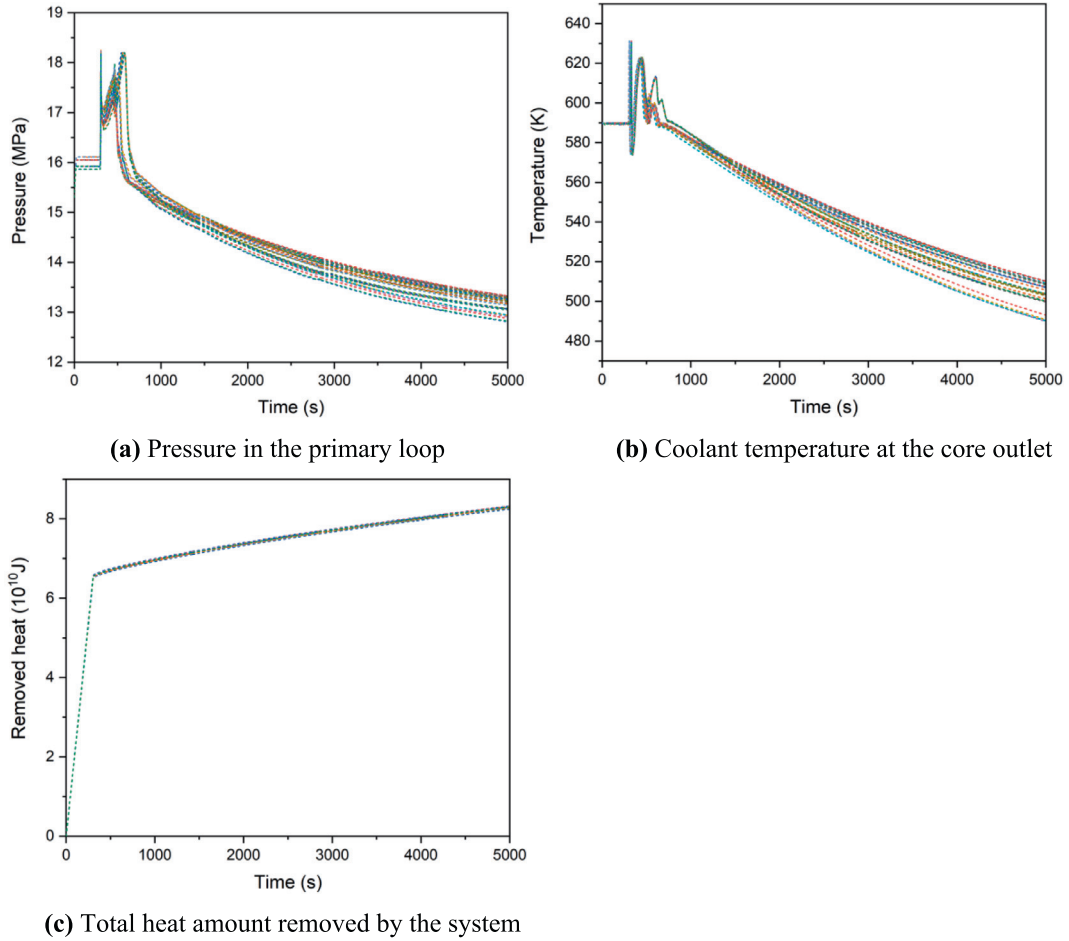 19
18
17
16
15
14
13
12
Pressure (MPa)
0 1000 2000 3000 4000 5000
Time (s)
(a) Pressure in the primary loop
640
620
600
580
560
540
520
500
480
Temperature (K)
0 1000 2000 3000 4000 5000
Time (s)
(b) Coolant temperature at the core outlet
8
6
4
2
0
Removed heat (10¹⁰J)
0 1000 2000 3000 4000 5000
Time (s)
(c) Total heat amount removed by the system